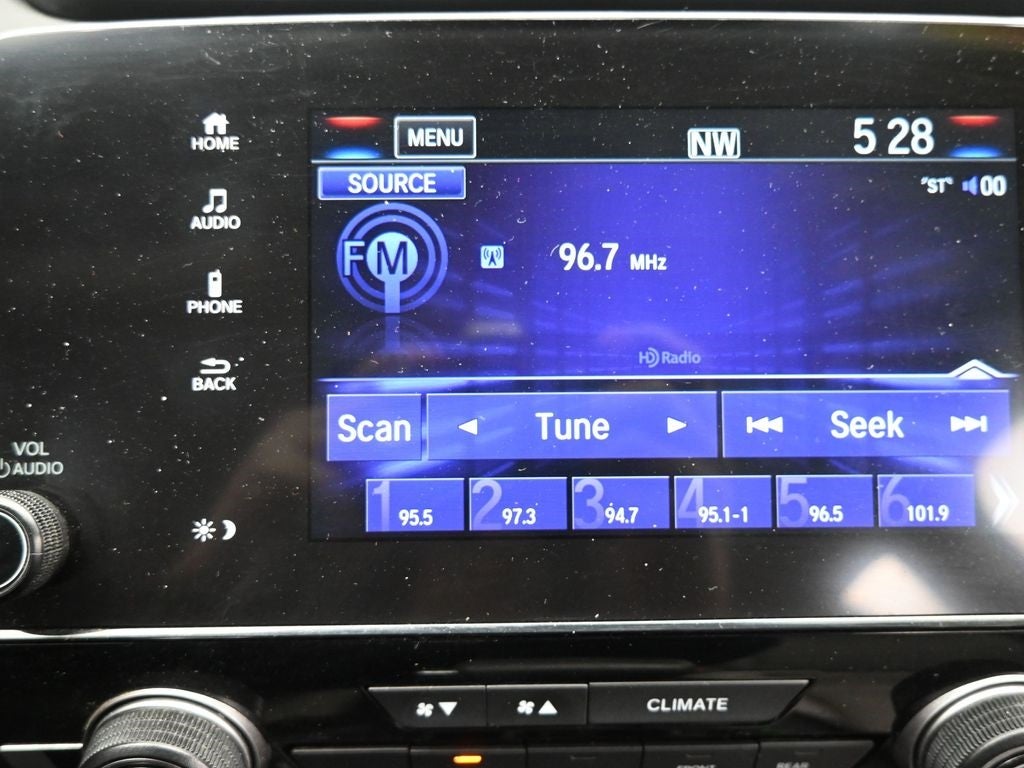 HOME
AUDIO
PHONE
BACK
VOL
AUDIO
MENU
NW
5 28
SOURCE
"ST" 00
FM
96.7 MHz
HD Radio
Scan
Tune
Seek
1 95.5
2 97.3
3 94.7
4 95.1-1
5 96.5
6 101.9
CLIMATE
FRONT
REAR